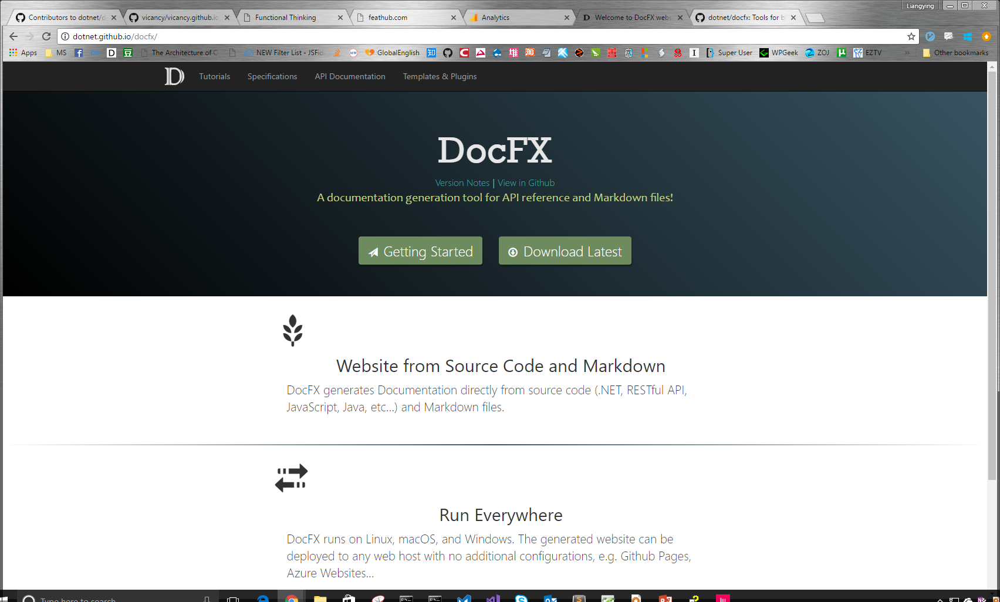 Liangying
Contributors to dotnet/d
vicancy/vicancy.github.io
Functional Thinking
feathub.com
Analytics
Welcome to DocFX webs
dotnet/docfx: Tools for b
dotnet.github.io/docfx/
Apps
MS
豆
The Architecture of C
NEW Filter List - JSFid
GlobalEnglish
知
堆
淘
Super User
WPGeek
ZOJ
EZTV
»
Other bookmarks
D
Tutorials
Specifications
API Documentation
Templates & Plugins
DocFX
Version Notes | View in Github
A documentation generation tool for API reference and Markdown files!
Getting Started
Download Latest
Website from Source Code and Markdown
DocFX generates Documentation directly from source code (.NET, RESTful API,
JavaScript, Java, etc...) and Markdown files.
Run Everywhere
DocFX runs on Linux, macOS, and Windows. The generated website can be
deployed to any web host with no additional configurations, e.g. Github Pages,
Azure Websites...
Type here to search